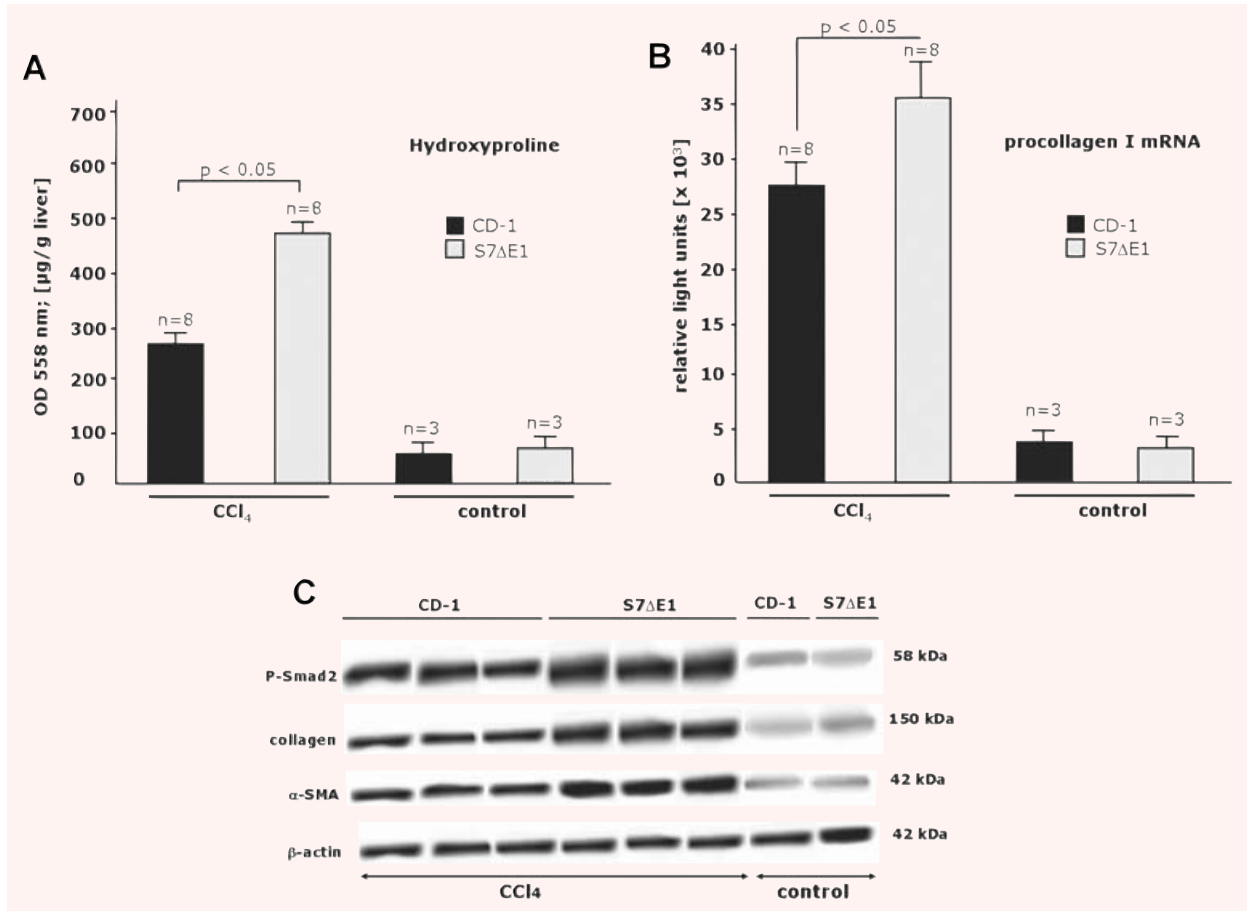 A
OD 558 nm; [µg/g liver]
700
600
500
400
300
200
100
0
Hydroxyproline
p < 0.05
n=8
n=8
n=3
n=3
CD-1
S7ΔE1
CCl₄
control
B
relative light units [x 10³]
40
35
30
25
20
15
10
5
0
procollagen I mRNA
p < 0.05
n=8
n=8
n=3
n=3
CD-1
S7ΔE1
CCl₄
control
C
CD-1 S7ΔE1 CD-1 S7ΔE1
P-Smad2 58 kDa
collagen 150 kDa
α-SMA 42 kDa
β-actin 42 kDa
CCl4 control